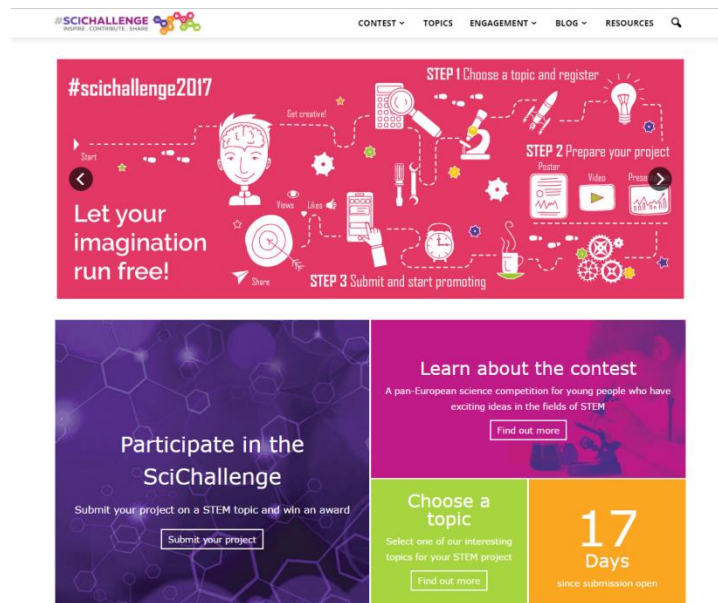 #SCICHALLENGE
INSPIRE . CONTRIBUTE . SHARE
CONTEST TOPICS ENGAGEMENT BLOG RESOURCES
#scichallenge2017
STEP 1 Choose a topic and register
Get creative!
Start
STEP 2 Prepare your project
Poster Video
Views Likes
Let your
imagination
run free!
Share
STEP 3 Submit and start promoting
Learn about the contest
A pan-European science competition for young people who have
exciting ideas in the fields of STEM
Find out more
Participate in the
SciChallenge
Submit your project on a STEM topic and win an award
Submit your project
Choose a
topic
Select one of our interesting
topics for your STEM project
Find out more
17
Days
since submission open